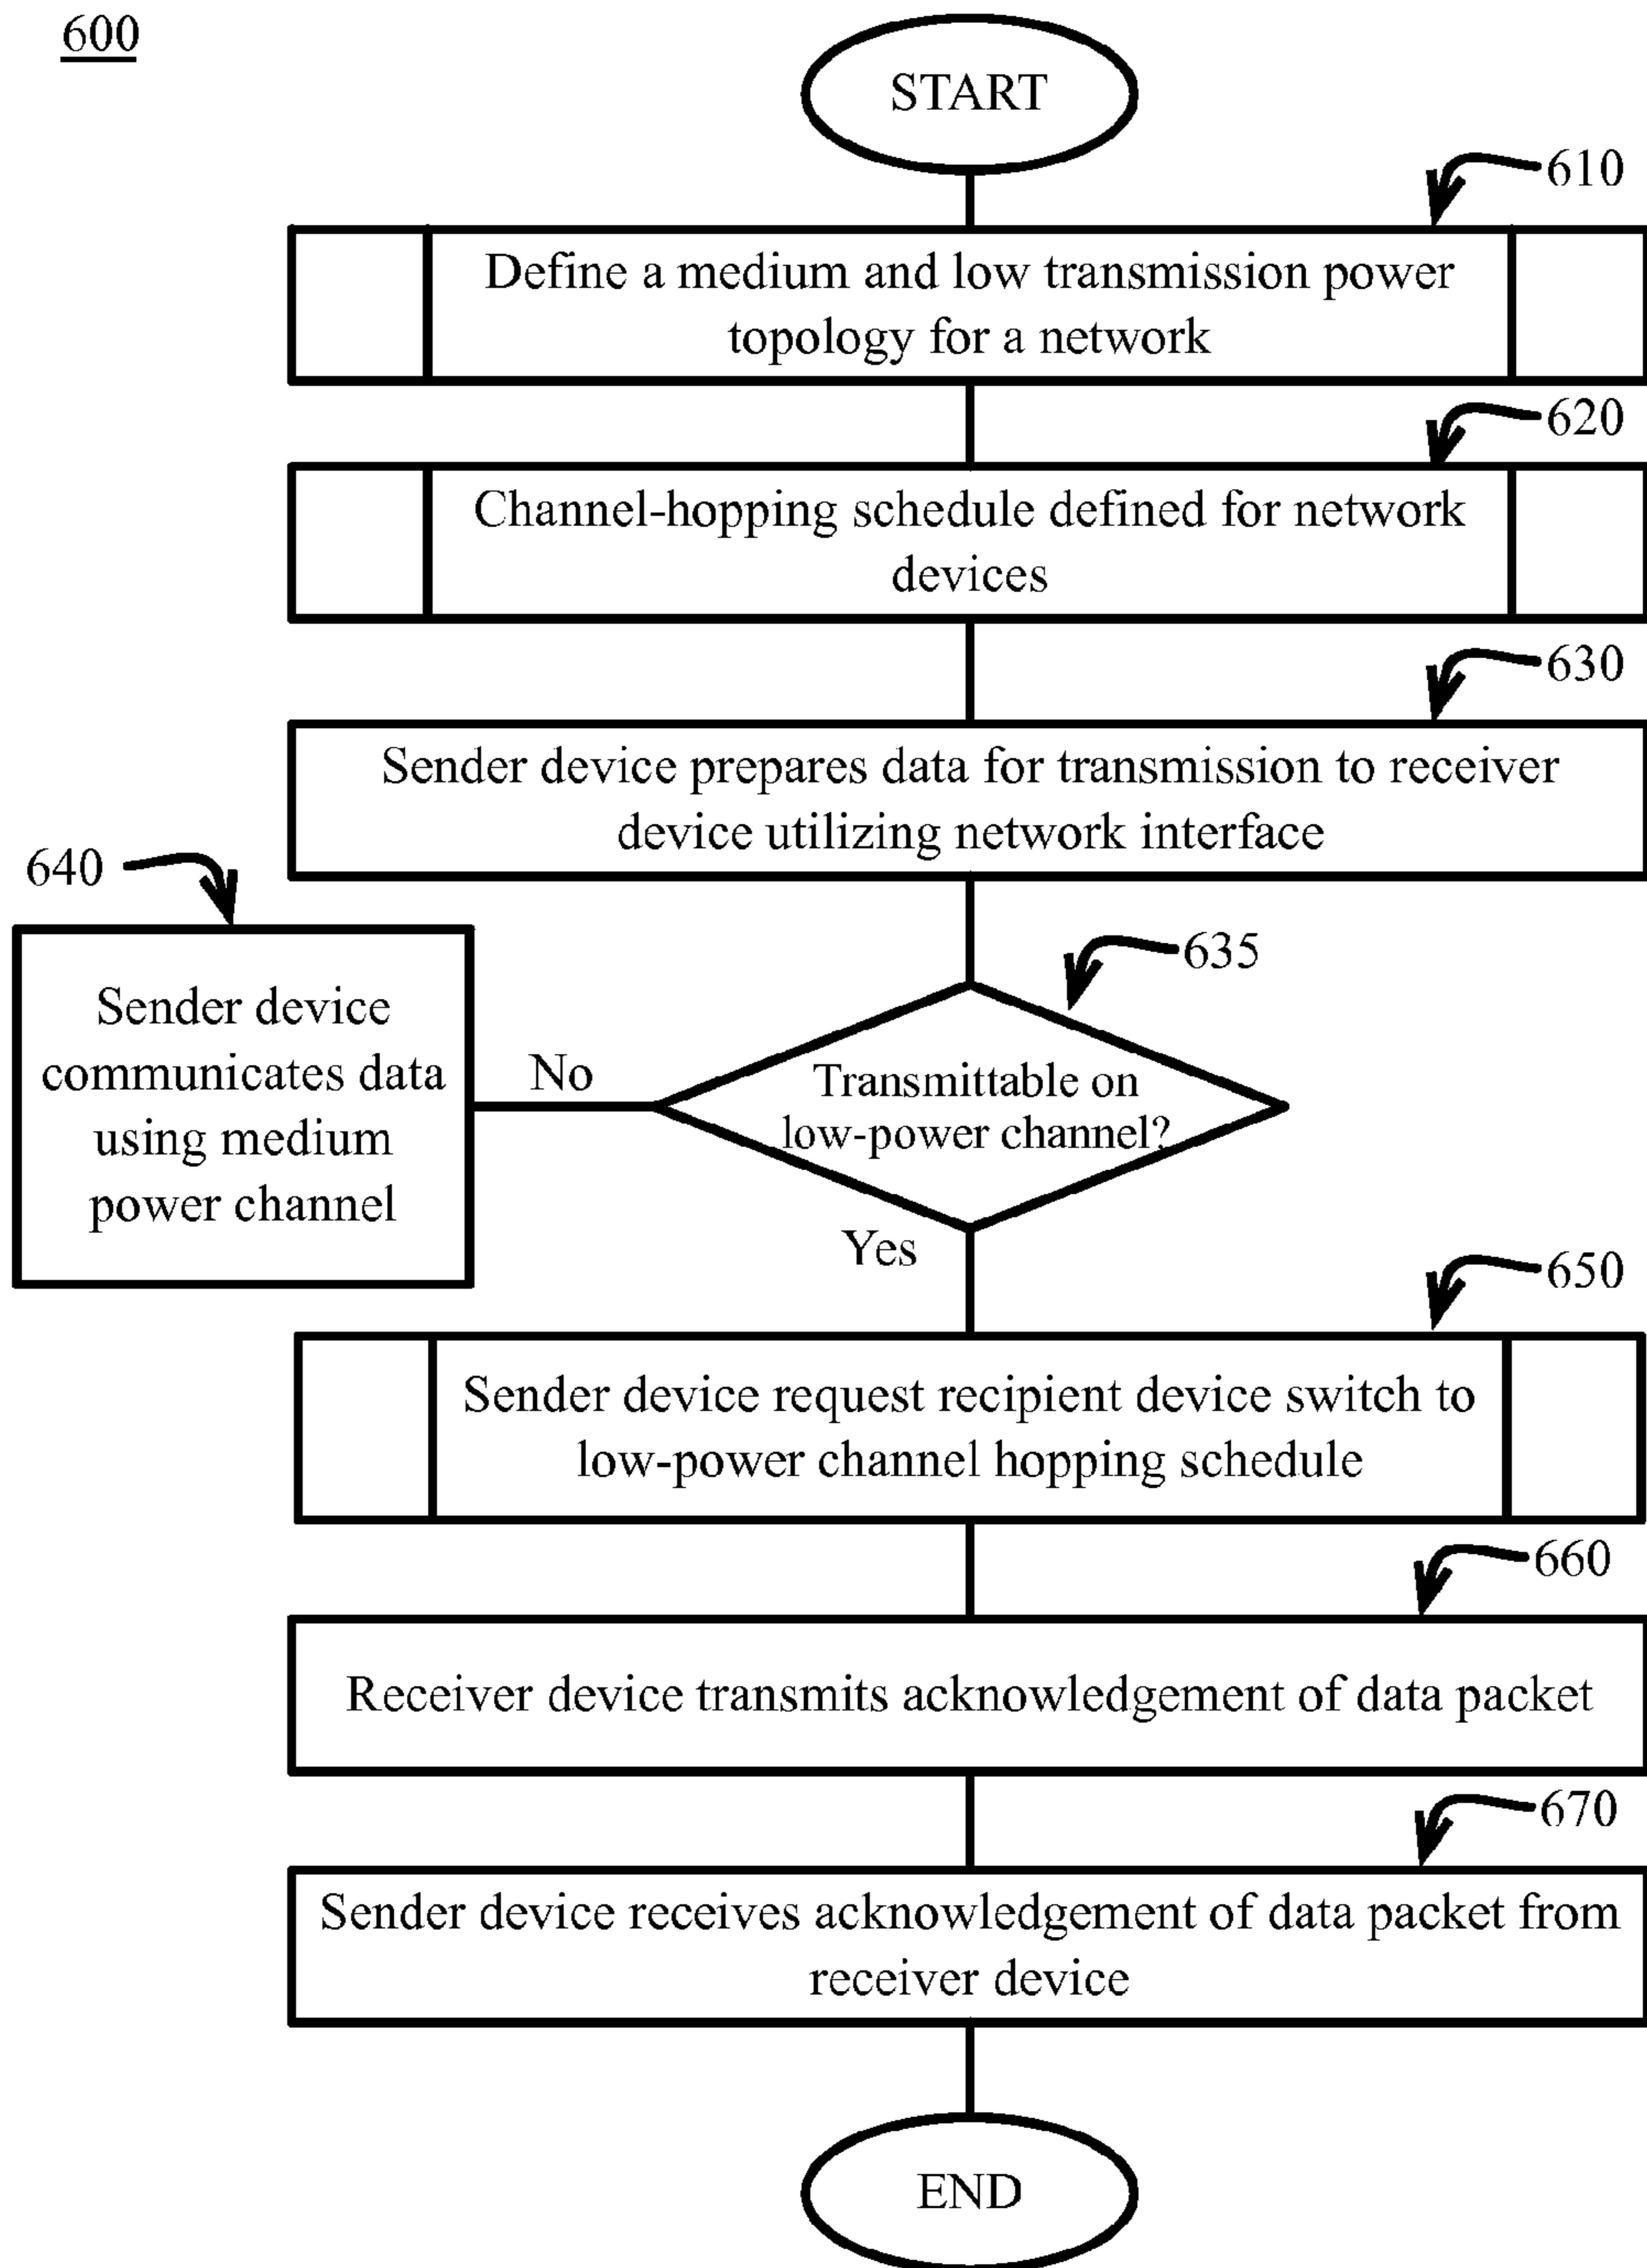 600
START
610
Define a medium and low transmission power
topology for a network
620
Channel-hopping schedule defined for network
devices
630
Sender device prepares data for transmission to receiver
device utilizing network interface
640
Sender device
communicates data
using medium
power channel
No
635
Transmittable on
low-power channel?
Yes
650
Sender device request recipient device switch to
low-power channel hopping schedule
660
Receiver device transmits acknowledgement of data packet
670
Sender device receives acknowledgement of data packet from
receiver device
END